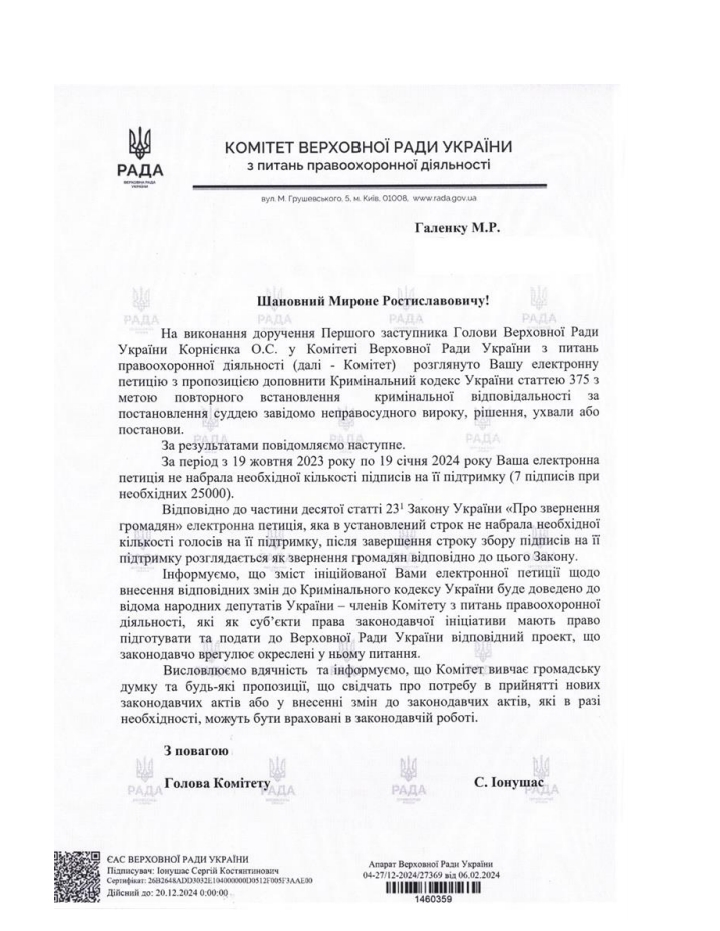 РАДА
ВЕРХОВНА РАДА
УКРАЇНИ
КОМІТЕТ ВЕРХОВНОЇ РАДИ УКРАЇНИ
з питань правоохоронної діяльності
вул. М. Грушевського, 5, м. Київ, 01008, www.rada.gov.ua
Галенку М.Р.
Шановний Мироне Ростиславовичу!
На виконання доручення Першого заступника Голови Верховної Ради
України Корнієнка О.С. у Комітеті Верховної Ради України з питань
правоохоронної діяльності (далі - Комітет) розглянуто Вашу електронну
петицію з пропозицією доповнити Кримінальний кодекс України статтею 375 з
метою повторного встановлення кримінальної відповідальності за
постановлення суддею завідомо неправосудного вироку, рішення, ухвали або
постанови.
За результатами повідомляємо наступне.
За період з 19 жовтня 2023 року по 19 січня 2024 року Ваша електронна
петиція не набрала необхідної кількості підписів на її підтримку (7 підписів при
необхідних 25000).
Відповідно до частини десятої статті 23¹ Закону України «Про звернення
громадян» електронна петиція, яка в установлений строк не набрала необхідної
кількості голосів на її підтримку, після завершення строку збору підписів на її
підтримку розглядається як звернення громадян відповідно до цього Закону.
Інформуємо, що зміст ініційованої Вами електронної петиції щодо
внесення відповідних змін до Кримінального кодексу України буде доведено до
відома народних депутатів України – членів Комітету з питань правоохоронної
діяльності, які як суб’єкти права законодавчої ініціативи мають право
підготувати та подати до Верховної Ради України відповідний проект, що
законодавчо врегулює окреслені у ньому питання.
Висловлюємо вдячність та інформуємо, що Комітет вивчає громадську
думку та будь-які пропозиції, що свідчать про потребу в прийнятті нових
законодавчих актів або у внесенні змін до законодавчих актів, які в разі
необхідності, можуть бути враховані в законодавчій роботі.
З повагою
Голова Комітету С. Іонушас
ЄАС ВЕРХОВНОЇ РАДИ УКРАЇНИ
Підписувач: Іонушас Сергій Костянтинович
Сертифікат: 26B2648ADD3032E104000000D0512F005F3AAE00
Дійсний до: 20.12.2024 0:00:00
Апарат Верховної Ради України
04-27/12-2024/27369 від 06.02.2024
1460359